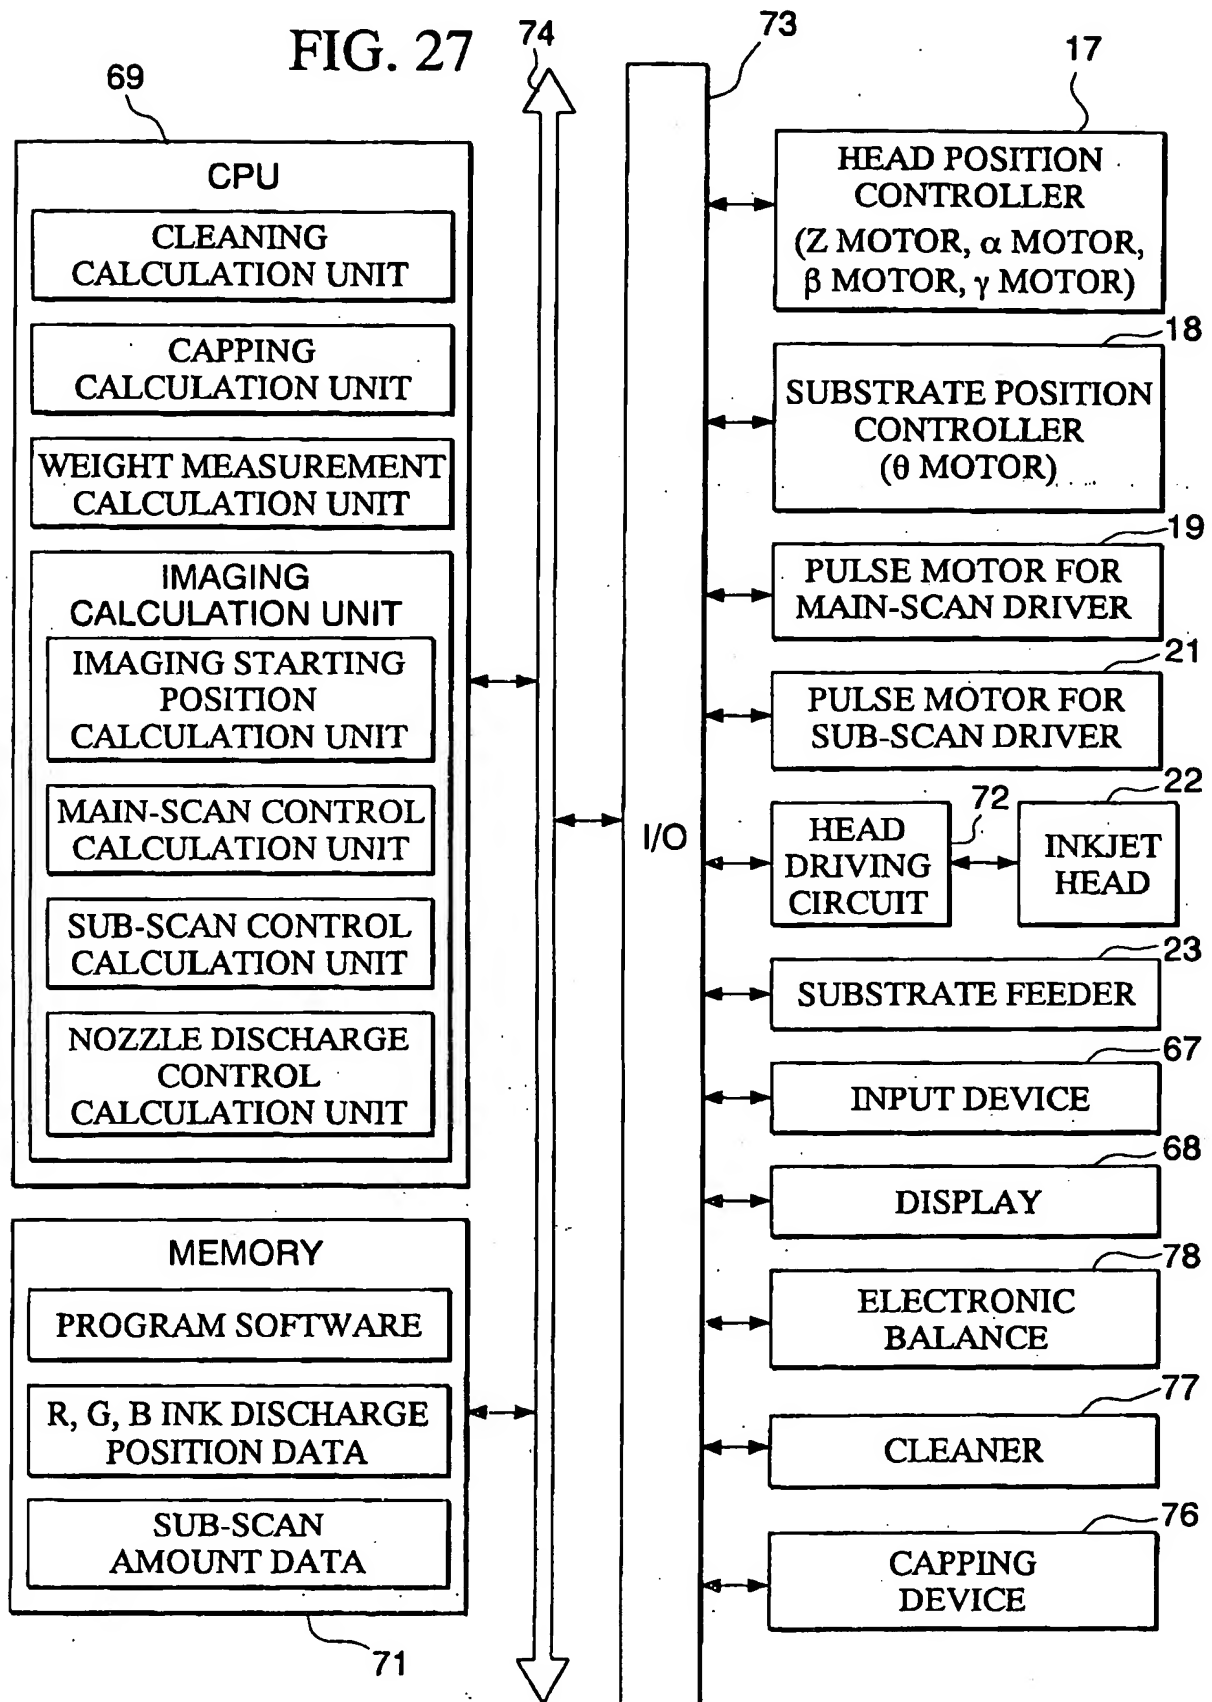 FIG. 27
74
73
69
17
CPU
CLEANING
CALCULATION UNIT
CAPPING
CALCULATION UNIT
WEIGHT MEASUREMENT
CALCULATION UNIT
IMAGING
CALCULATION UNIT
IMAGING STARTING
POSITION
CALCULATION UNIT
MAIN-SCAN CONTROL
CALCULATION UNIT
SUB-SCAN CONTROL
CALCULATION UNIT
NOZZLE DISCHARGE
CONTROL
CALCULATION UNIT
MEMORY
PROGRAM SOFTWARE
R, G, B INK DISCHARGE
POSITION DATA
SUB-SCAN
AMOUNT DATA
71
I/O
HEAD POSITION
CONTROLLER
(Z MOTOR, α MOTOR,
β MOTOR, γ MOTOR)
18
SUBSTRATE POSITION
CONTROLLER
(θ MOTOR)
19
PULSE MOTOR FOR
MAIN-SCAN DRIVER
21
PULSE MOTOR FOR
SUB-SCAN DRIVER
72
22
HEAD
DRIVING
CIRCUIT
INKJET
HEAD
23
SUBSTRATE FEEDER
67
INPUT DEVICE
68
DISPLAY
78
ELECTRONIC
BALANCE
77
CLEANER
76
CAPPING
DEVICE